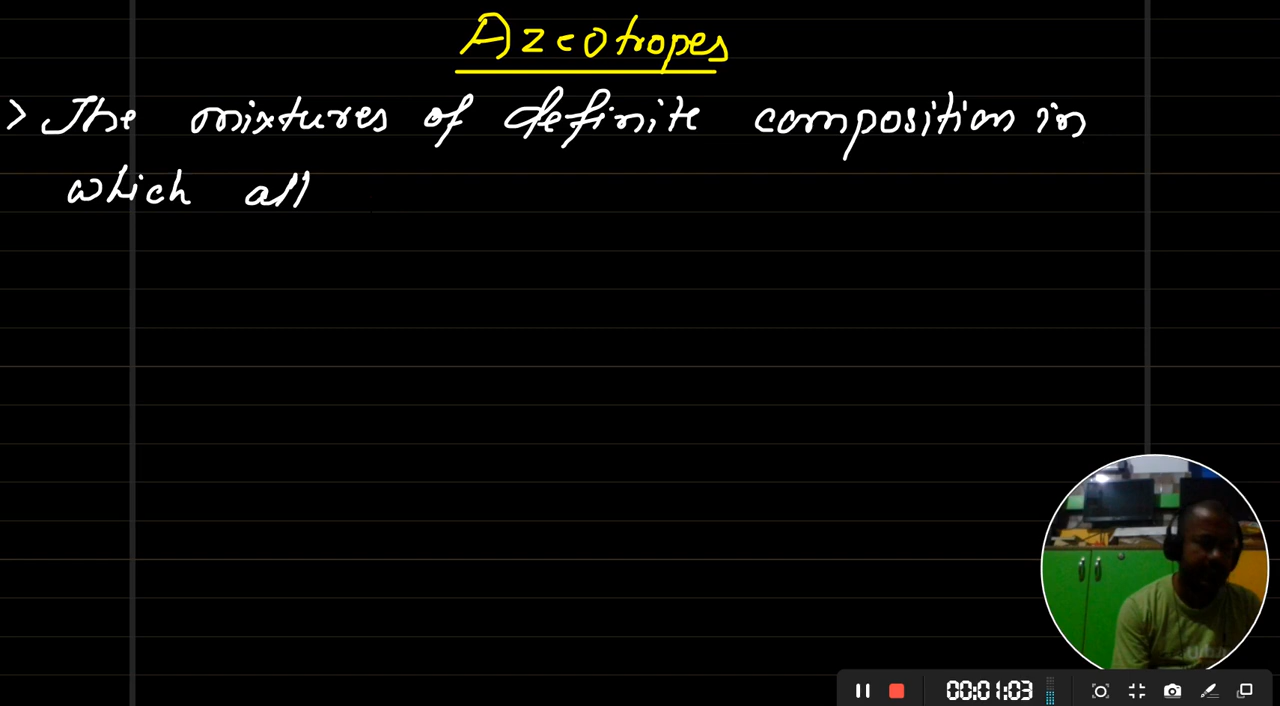 Azeotropes
> The mixtures of definite composition in
which all
00:01:03